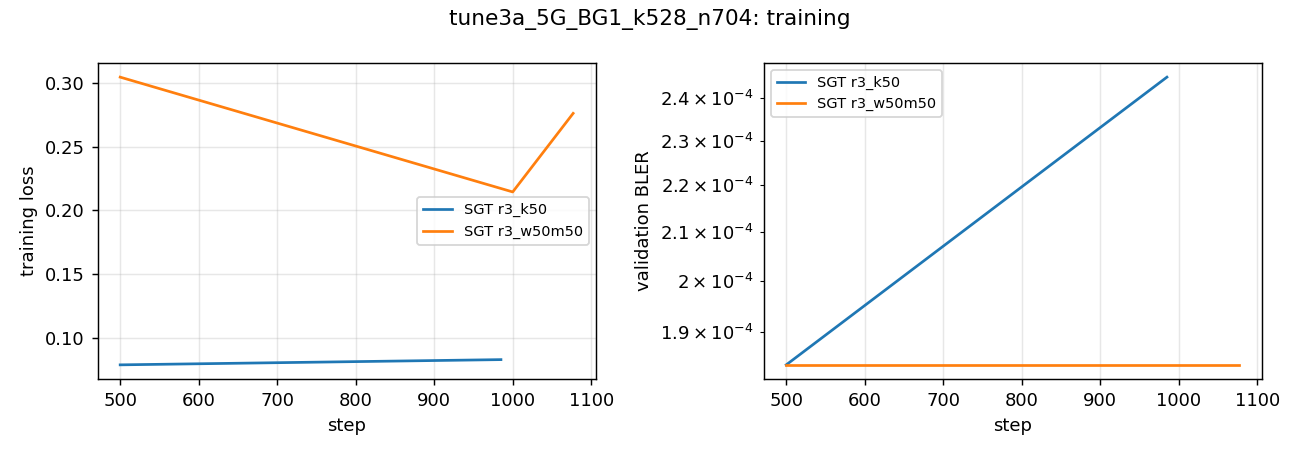 tune3a_5G_BG1_k528_n704: training
training loss
0.30
0.25
0.20
0.15
0.10
500 600 700 800 900 1000 1100
step
SGT r3_k50
SGT r3_w50m50
validation BLER
2.4 × 10⁻⁴
2.3 × 10⁻⁴
2.2 × 10⁻⁴
2.1 × 10⁻⁴
2 × 10⁻⁴
1.9 × 10⁻⁴
500 600 700 800 900 1000 1100
step
SGT r3_k50
SGT r3_w50m50